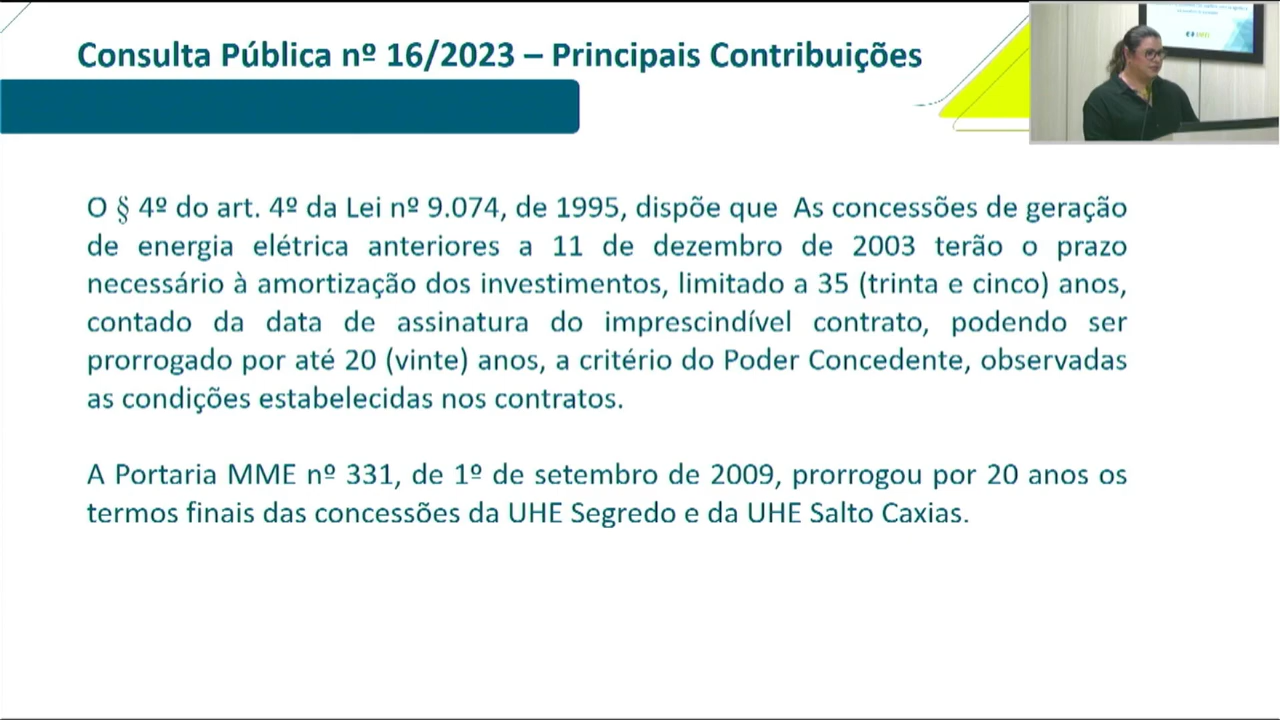 Consulta Pública nº 16/2023 – Principais Contribuições
O § 4º do art. 4º da Lei nº 9.074, de 1995, dispõe que As concessões de geração
de energia elétrica anteriores a 11 de dezembro de 2003 terão o prazo
necessário à amortização dos investimentos, limitado a 35 (trinta e cinco) anos,
contado da data de assinatura do imprescindível contrato, podendo ser
prorrogado por até 20 (vinte) anos, a critério do Poder Concedente, observadas
as condições estabelecidas nos contratos.
A Portaria MME nº 331, de 1º de setembro de 2009, prorrogou por 20 anos os
termos finais das concessões da UHE Segredo e da UHE Salto Caxias.